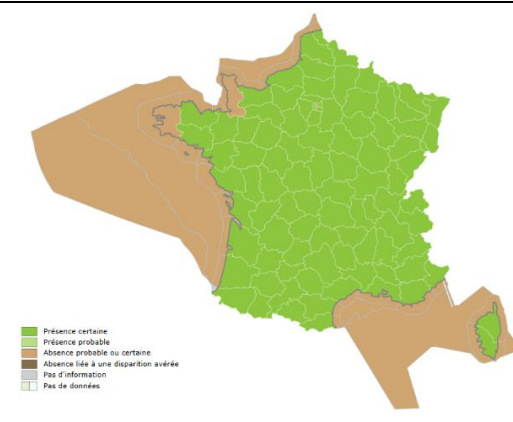 Présence certaine
Présence probable
Absence probable ou certaine
Absence liée à une disparition avérée
Pas d'information
Pas de données